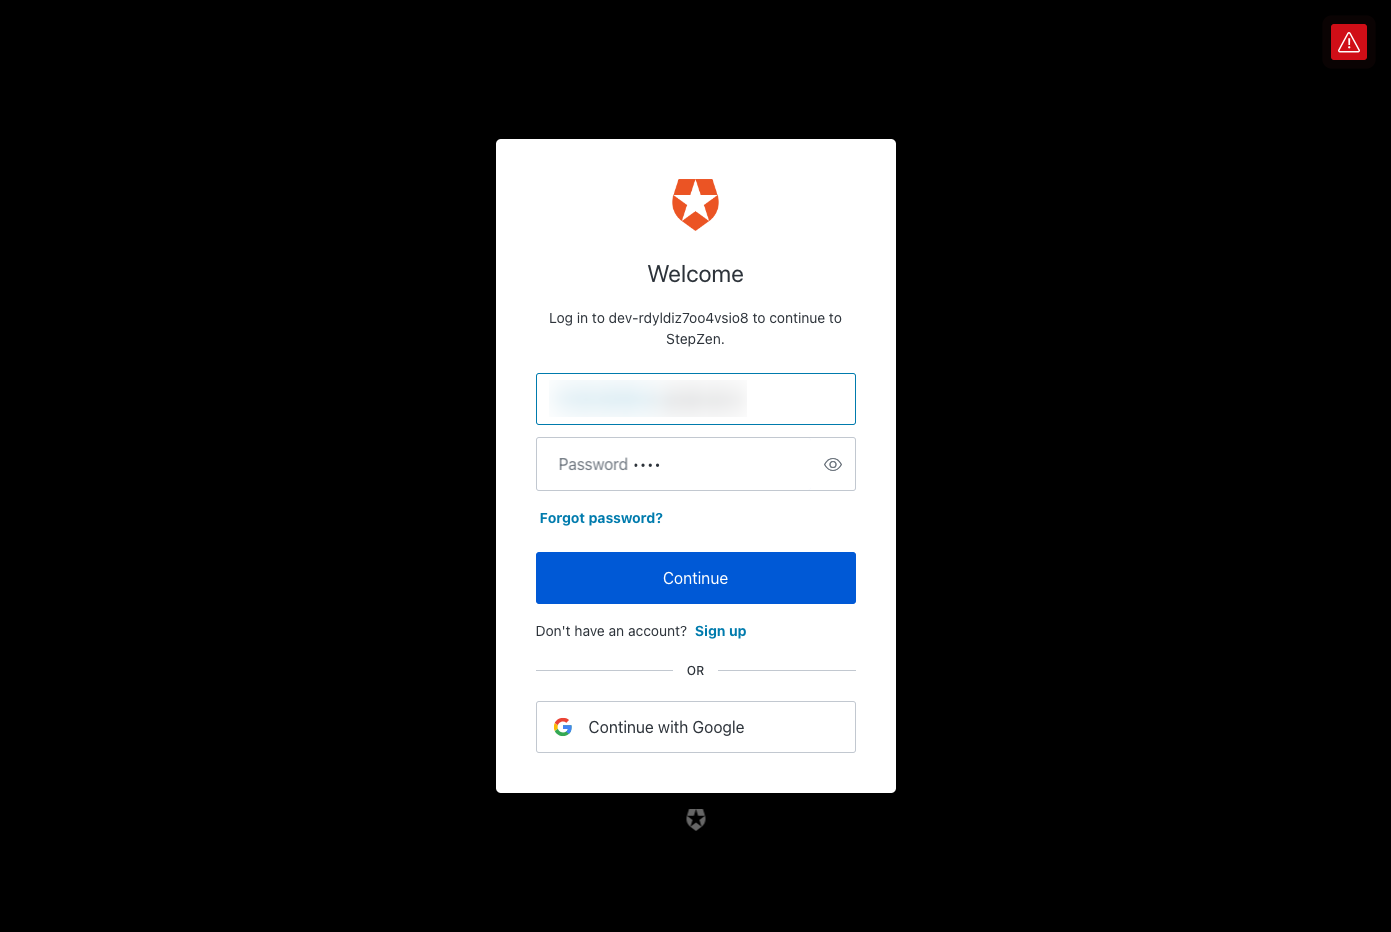 Welcome
Log in to dev-rdyldiz7oo4vsio8 to continue to
StepZen.
Password ••••
Forgot password?
Continue
Don't have an account? Sign up
OR
Continue with Google